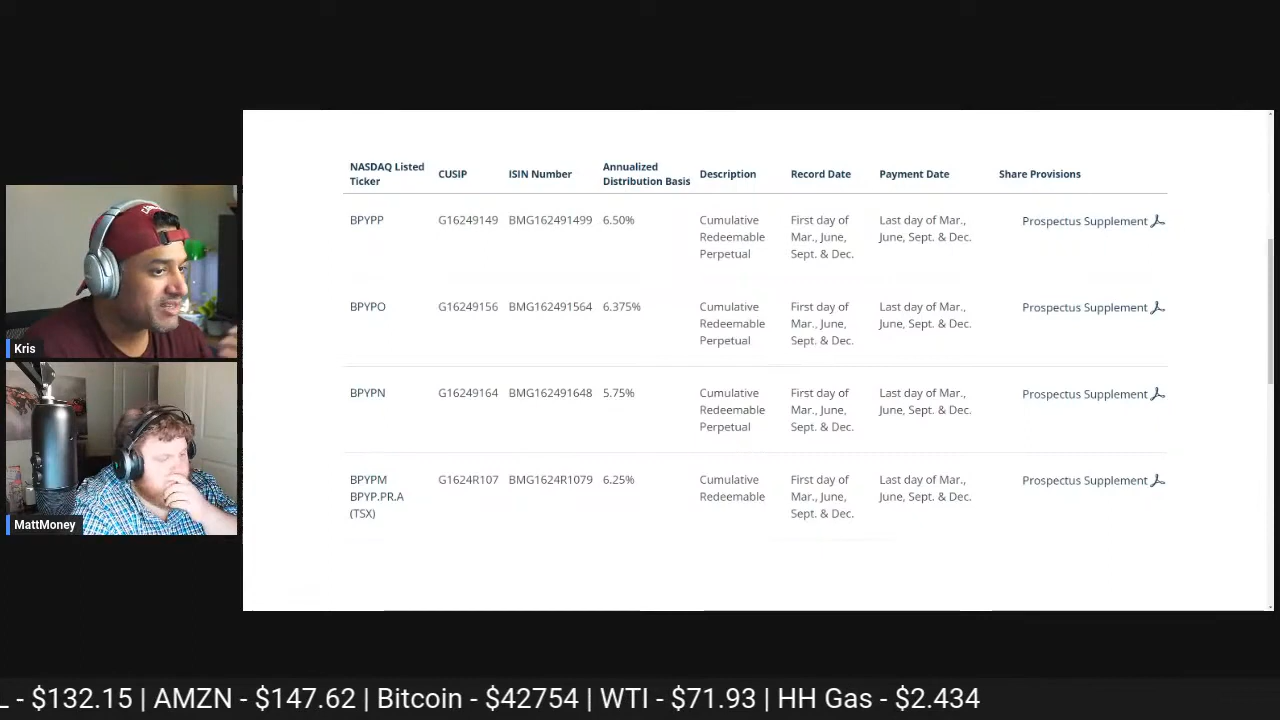 NASDAQ Listed Ticker
CUSIP
ISIN Number
Annualized Distribution Basis
Description
Record Date
Payment Date
Share Provisions
BPYPP
G16249149
BMG162491499
6.50%
Cumulative
Redeemable
Perpetual
First day of
Mar., June,
Sept. & Dec.
Last day of Mar.,
June, Sept. & Dec.
Prospectus Supplement
BPYPO
G16249156
BMG162491564
6.375%
Cumulative
Redeemable
Perpetual
First day of
Mar., June,
Sept. & Dec.
Last day of Mar.,
June, Sept. & Dec.
Prospectus Supplement
BPYPN
G16249164
BMG162491648
5.75%
Cumulative
Redeemable
Perpetual
First day of
Mar., June,
Sept. & Dec.
Last day of Mar.,
June, Sept. & Dec.
Prospectus Supplement
BPYPM
BPYP.PR.A
(TSX)
G1624R107
BMG1624R1079
6.25%
Cumulative
Redeemable
First day of
Mar., June,
Sept. & Dec.
Last day of Mar.,
June, Sept. & Dec.
Prospectus Supplement
Kris
MattMoney
- $132.15 | AMZN - $147.62 | Bitcoin - $42754 | WTI - $71.93 | HH Gas - $2.434